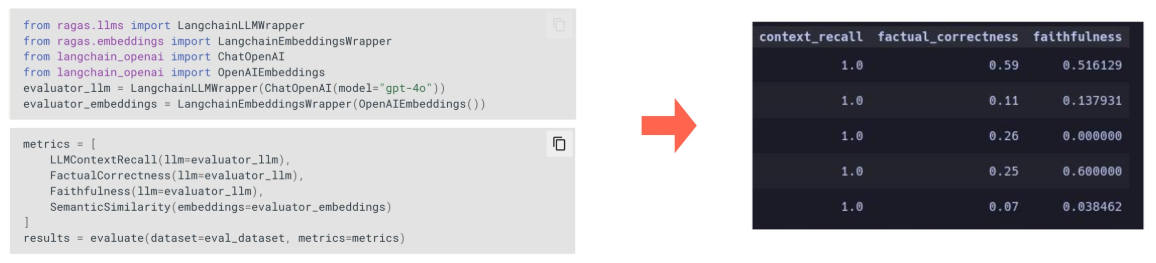 from ragas.llms import LangchainLLMWrapper
from ragas.embeddings import LangchainEmbeddingsWrapper
from langchain_openai import ChatOpenAI
from langchain_openai import OpenAIEmbeddings
evaluator_llm = LangchainLLMWrapper(ChatOpenAI(model="gpt-4o"))
evaluator_embeddings = LangchainEmbeddingsWrapper(OpenAIEmbeddings())
metrics = [
    LLMContextRecall(llm=evaluator_llm),
    FactualCorrectness(llm=evaluator_llm),
    Faithfulness(llm=evaluator_llm),
    SemanticSimilarity(embeddings=evaluator_embeddings)
]
results = evaluate(dataset=eval_dataset, metrics=metrics)
context_recall factual_correctness faithfulness
1.0 0.59 0.516129
1.0 0.11 0.137931
1.0 0.26 0.000000
1.0 0.25 0.600000
1.0 0.07 0.038462